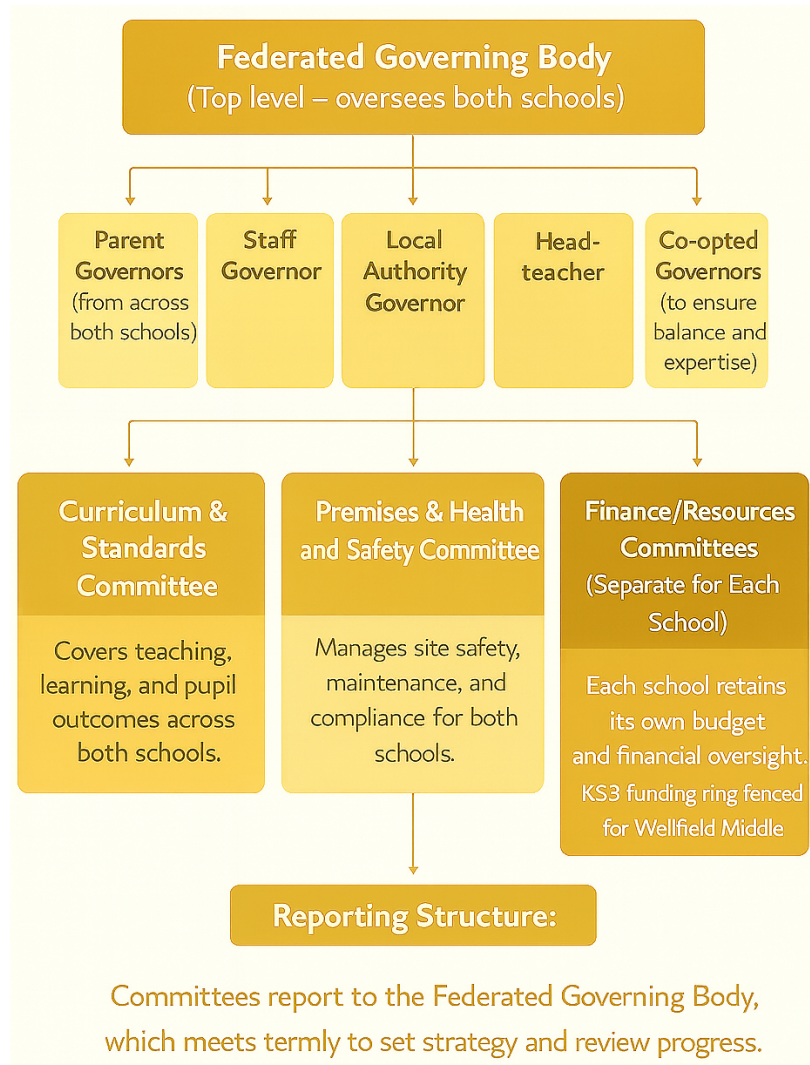 Federated Governing Body
(Top level – oversees both schools)
Parent
Governors
(from across
both schools)
Staff
Governor
Local
Authority
Governor
Head-
teacher
Co-opted
Governors
(to ensure
balance and
expertise)
Curriculum &
Standards
Committee
Covers teaching,
learning, and pupil
outcomes across
both schools.
Premises & Health
and Safety Committee
Manages site safety,
maintenance, and
compliance for both
schools.
Finance/Resources
Committees
(Separate for Each
School)
Each school retains
its own budget
and financial oversight.
KS3 funding ring fenced
for Wellfield Middle
Reporting Structure:
Committees report to the Federated Governing Body,
which meets termly to set strategy and review progress.